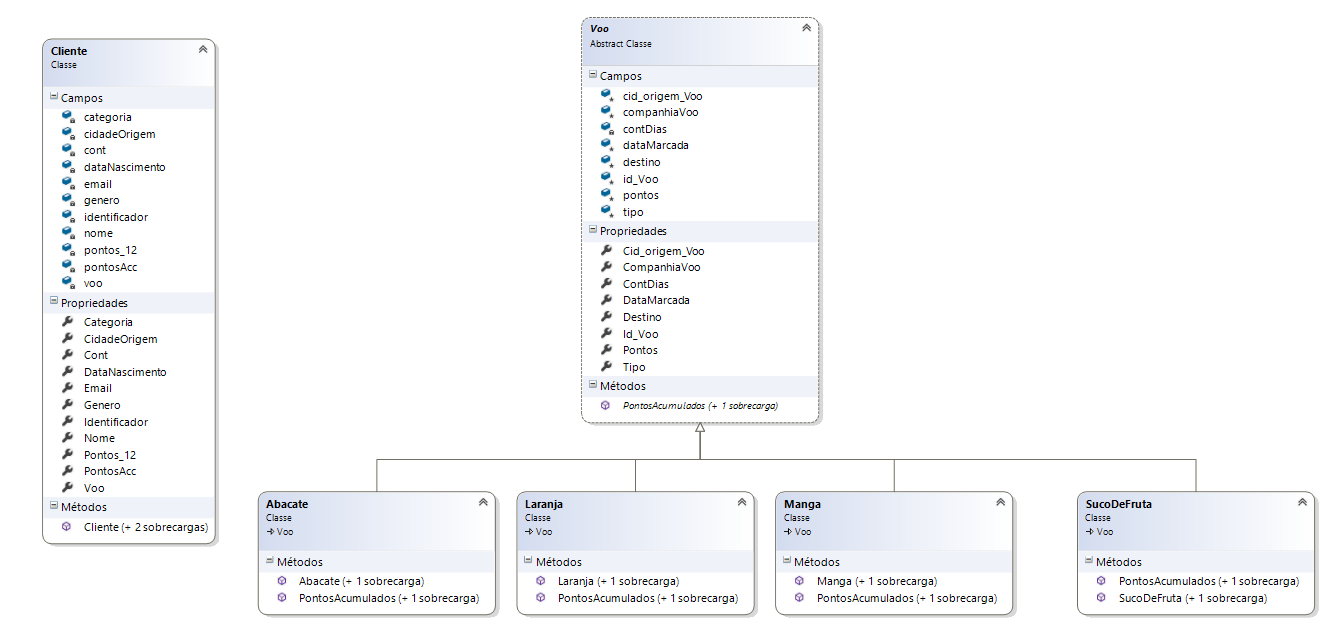 Cliente
Classe
Campos
categoria
cidadeOrigem
cont
dataNascimento
email
genero
identificador
nome
pontos_12
pontosAcc
voo
Propriedades
Categoria
CidadeOrigem
Cont
DataNascimento
Email
Genero
Identificador
Nome
Pontos_12
PontosAcc
Voo
Métodos
Cliente (+ 2 sobrecargas)
Voo
Abstract Classe
Campos
cid_origem_Voo
companhiaVoo
contDias
dataMarcada
destino
id_Voo
pontos
tipo
Propriedades
Cid_origem_Voo
CompanhiaVoo
ContDias
DataMarcada
Destino
Id_Voo
Pontos
Tipo
Métodos
PontosAcumulados (+ 1 sobrecarga)
Abacate
Classe
Voo
Métodos
Abacate (+ 1 sobrecarga)
PontosAcumulados (+ 1 sobrecarga)
Laranja
Classe
Voo
Métodos
Laranja (+ 1 sobrecarga)
PontosAcumulados (+ 1 sobrecarga)
Manga
Classe
Voo
Métodos
Manga (+ 1 sobrecarga)
PontosAcumulados (+ 1 sobrecarga)
SucoDeFruta
Classe
Voo
Métodos
PontosAcumulados (+ 1 sobrecarga)
SucoDeFruta (+ 1 sobrecarga)